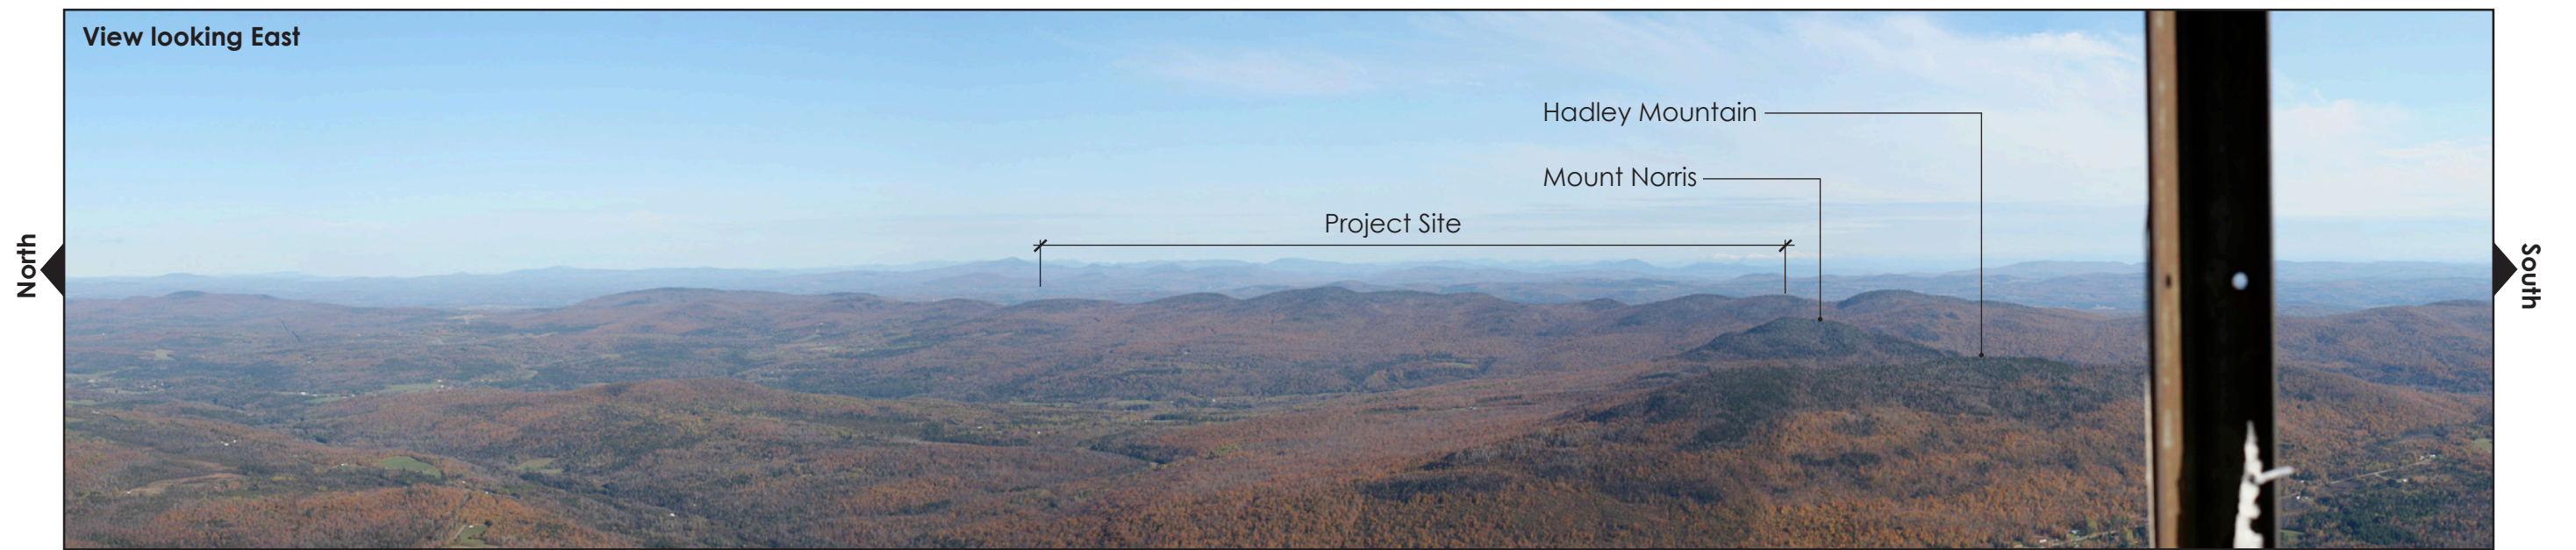 View looking East
Hadley Mountain
Mount Norris
Project Site
North
South